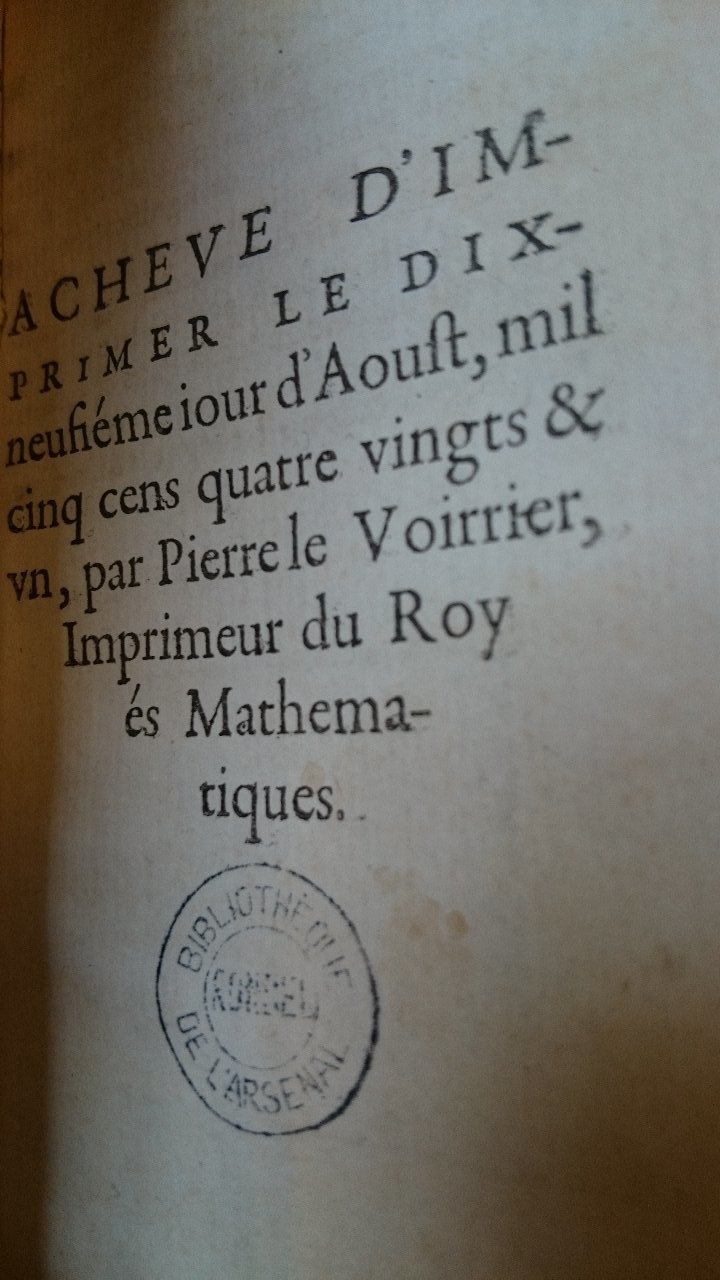 ACHEVE D'IM-
PRIMER LE DIX-
neufiéme iour d'Aouſt, mil
cinq cens quatre vingts &
vn, par Pierre le Voirrier,
Imprimeur du Roy
és Mathema-
tiques.
BIBLIOTHÈQUE
DE L'ARSENAL